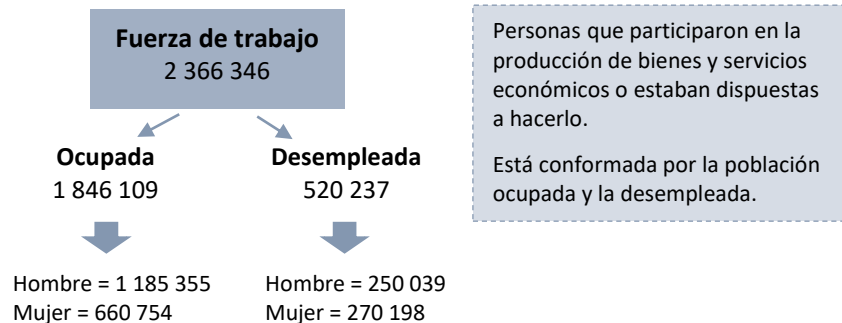 Fuerza de trabajo
2 366 346
Personas que participaron en la
producción de bienes y servicios
económicos o estaban dispuestas
a hacerlo.
Está conformada por la población
ocupada y la desempleada.
Ocupada
1 846 109
Desempleada
520 237
Hombre = 1 185 355
Mujer = 660 754
Hombre = 250 039
Mujer = 270 198